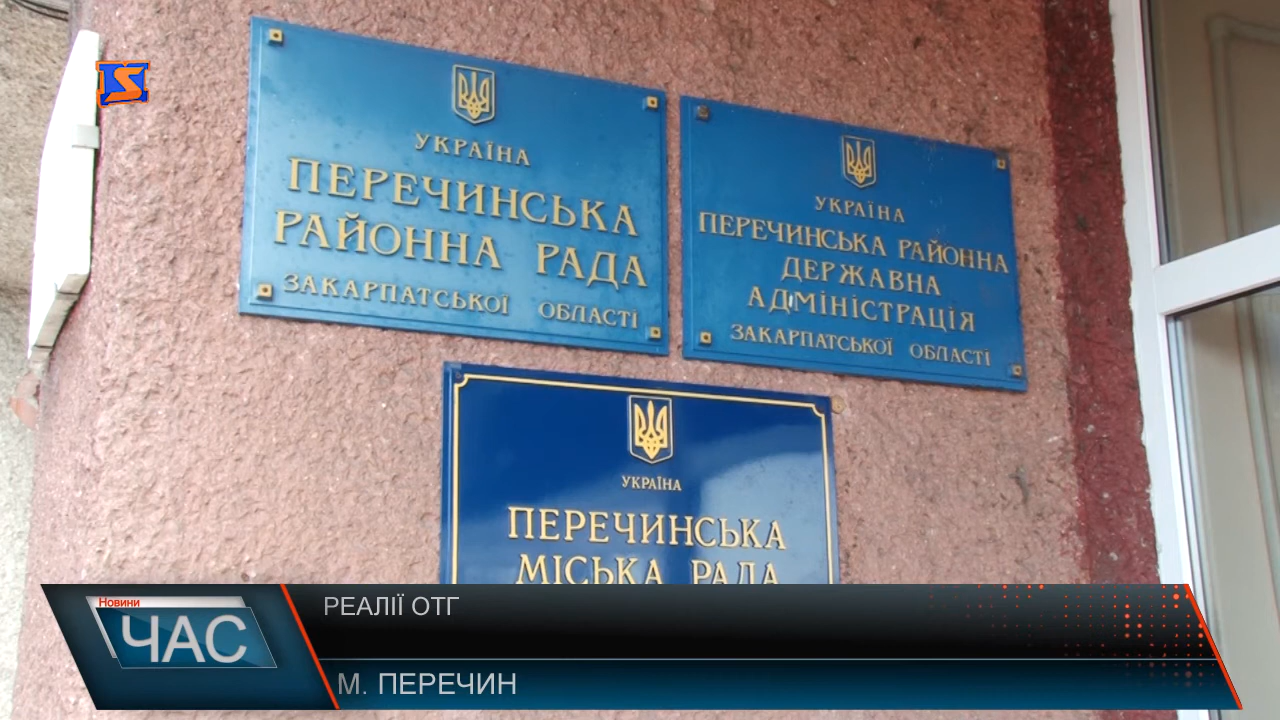 УКРАЇНА
ПЕРЕЧИНСЬКА
РАЙОННА РАДА
ЗАКАРПАТСЬКОЇ ОБЛАСТІ
УКРАЇНА
ПЕРЕЧИНСЬКА РАЙОННА
ДЕРЖАВНА
АДМІНІСТРАЦІЯ
ЗАКАРПАТСЬКОЇ ОБЛАСТІ
УКРАЇНА
ПЕРЕЧИНСЬКА
МІСЬКА РАДА
Новини
ЧАС
РЕАЛІЇ ОТГ
М. ПЕРЕЧИН